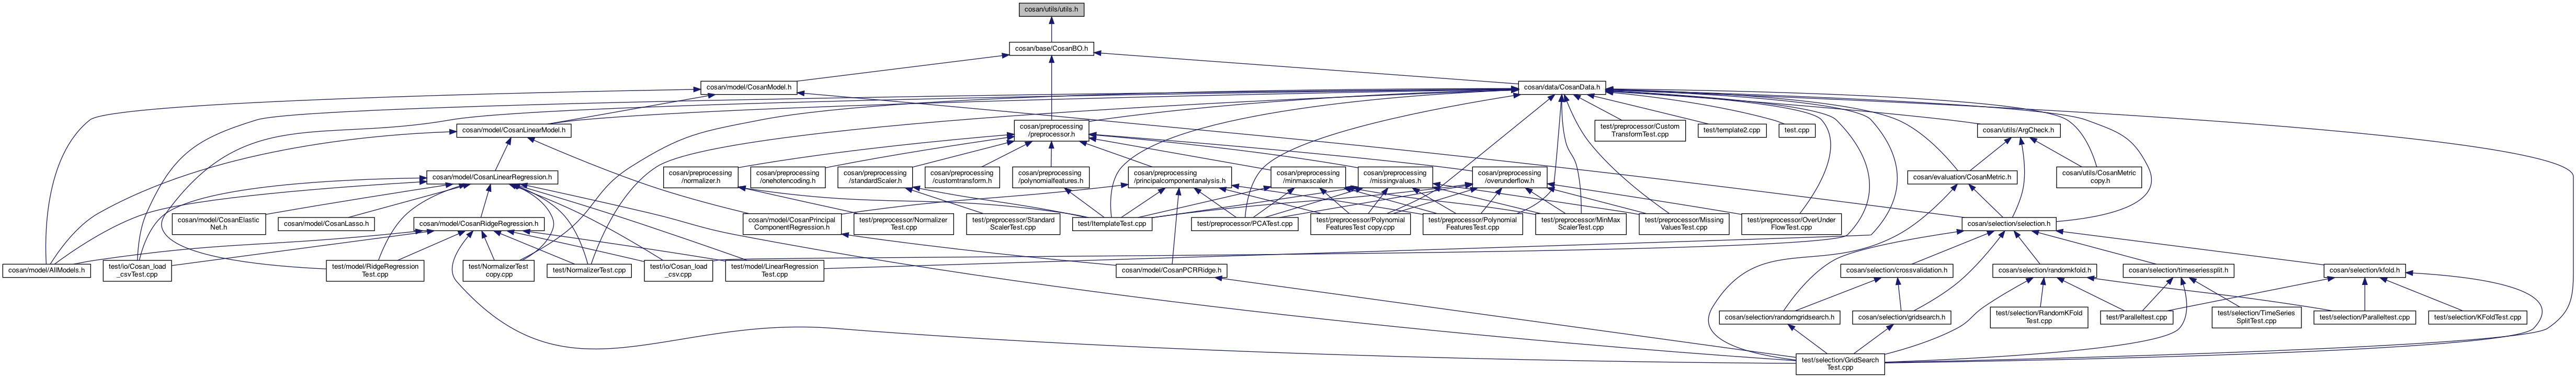 cosan/utils/utils.h
cosan/base/CosanBO.h
cosan/model/CosanModel.h
cosan/data/CosanData.h
cosan/model/CosanLinearModel.h
cosan/preprocessing
/preprocessor.h
test/preprocessor/Custom
TransformTest.cpp
test/template2.cpp
test.cpp
cosan/utils/ArgCheck.h
cosan/model/CosanLinearRegression.h
cosan/preprocessing
/normalizer.h
cosan/preprocessing
/onehotencoding.h
cosan/preprocessing
/standardScaler.h
cosan/preprocessing
/customtransform.h
cosan/preprocessing
/polynomialfeatures.h
cosan/preprocessing
/principalcomponentanalysis.h
cosan/preprocessing
/minmaxscaler.h
cosan/preprocessing
/missingvalues.h
cosan/preprocessing
/overunderflow.h
cosan/evaluation/CosanMetric.h
cosan/utils/CosanMetric
copy.h
cosan/model/CosanElastic
Net.h
cosan/model/CosanLasso.h
cosan/model/CosanRidgeRegression.h
cosan/model/CosanPrincipal
ComponentRegression.h
test/preprocessor/Normalizer
Test.cpp
test/preprocessor/Standard
ScalerTest.cpp
test/ItemplateTest.cpp
test/preprocessor/PCATest.cpp
test/preprocessor/Polynomial
FeaturesTest copy.cpp
test/preprocessor/Polynomial
FeaturesTest.cpp
test/preprocessor/MinMax
ScalerTest.cpp
test/preprocessor/Missing
ValuesTest.cpp
test/preprocessor/OverUnder
FlowTest.cpp
cosan/selection/selection.h
cosan/model/AllModels.h
test/io/Cosan_load
_csvTest.cpp
test/model/RidgeRegression
Test.cpp
test/NormalizerTest
copy.cpp
test/NormalizerTest.cpp
test/io/Cosan_load
_csv.cpp
test/model/LinearRegression
Test.cpp
cosan/model/CosanPCRRidge.h
cosan/selection/crossvalidation.h
cosan/selection/randomkfold.h
cosan/selection/timeseriessplit.h
cosan/selection/kfold.h
cosan/selection/randomgridsearch.h
cosan/selection/gridsearch.h
test/selection/RandomKFold
Test.cpp
test/Paralleltest.cpp
test/selection/TimeSeries
SplitTest.cpp
test/selection/Paralleltest.cpp
test/selection/KFoldTest.cpp
test/selection/GridSearch
Test.cpp